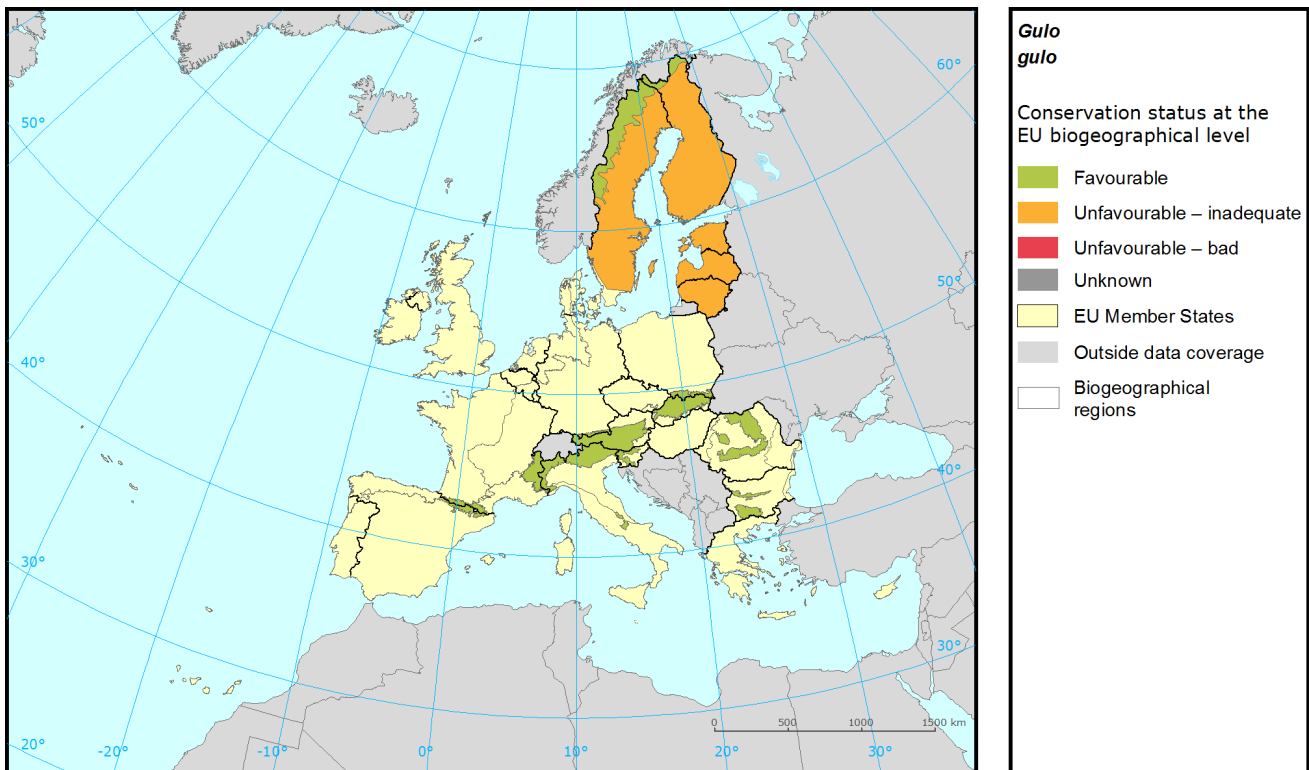 Gulo
gulo
Conservation status at the
EU biogeographical level
Favourable
Unfavourable – inadequate
Unfavourable – bad
Unknown
EU Member States
Outside data coverage
Biogeographical
regions
60°
50°
50°
40°
40°
30°
30°
20°
-20°
-10°
0°
10°
20°
30°
0 500 1000 1500 km